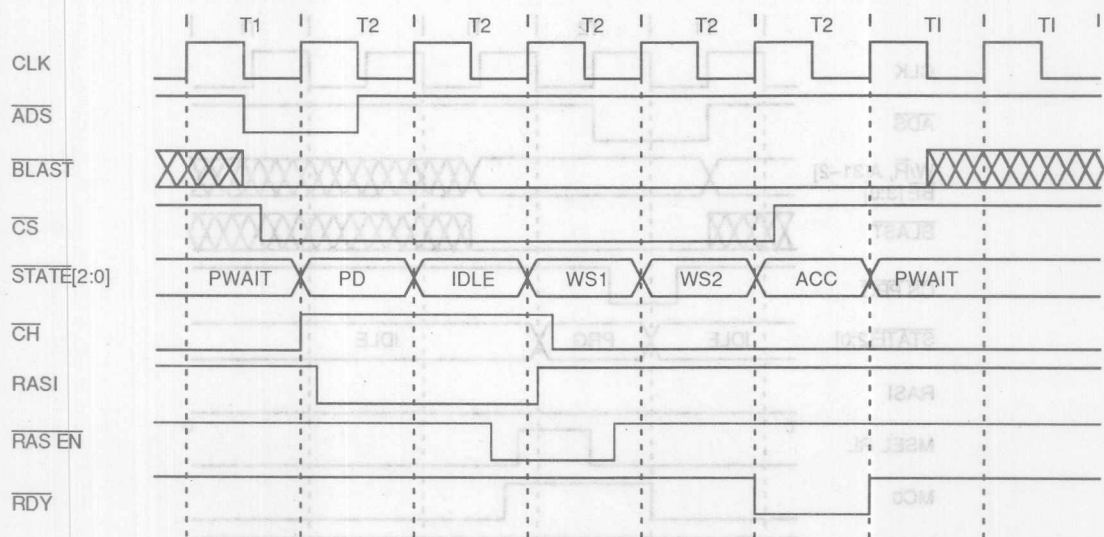 T1 T2 T2 T2 T2 T2 TI TI
CLK
ADS
BLAST
CS
STATE[2:0] PWAIT PD IDLE WS1 WS2 ACC PWAIT
CH
RASI
RAS EN
RDY